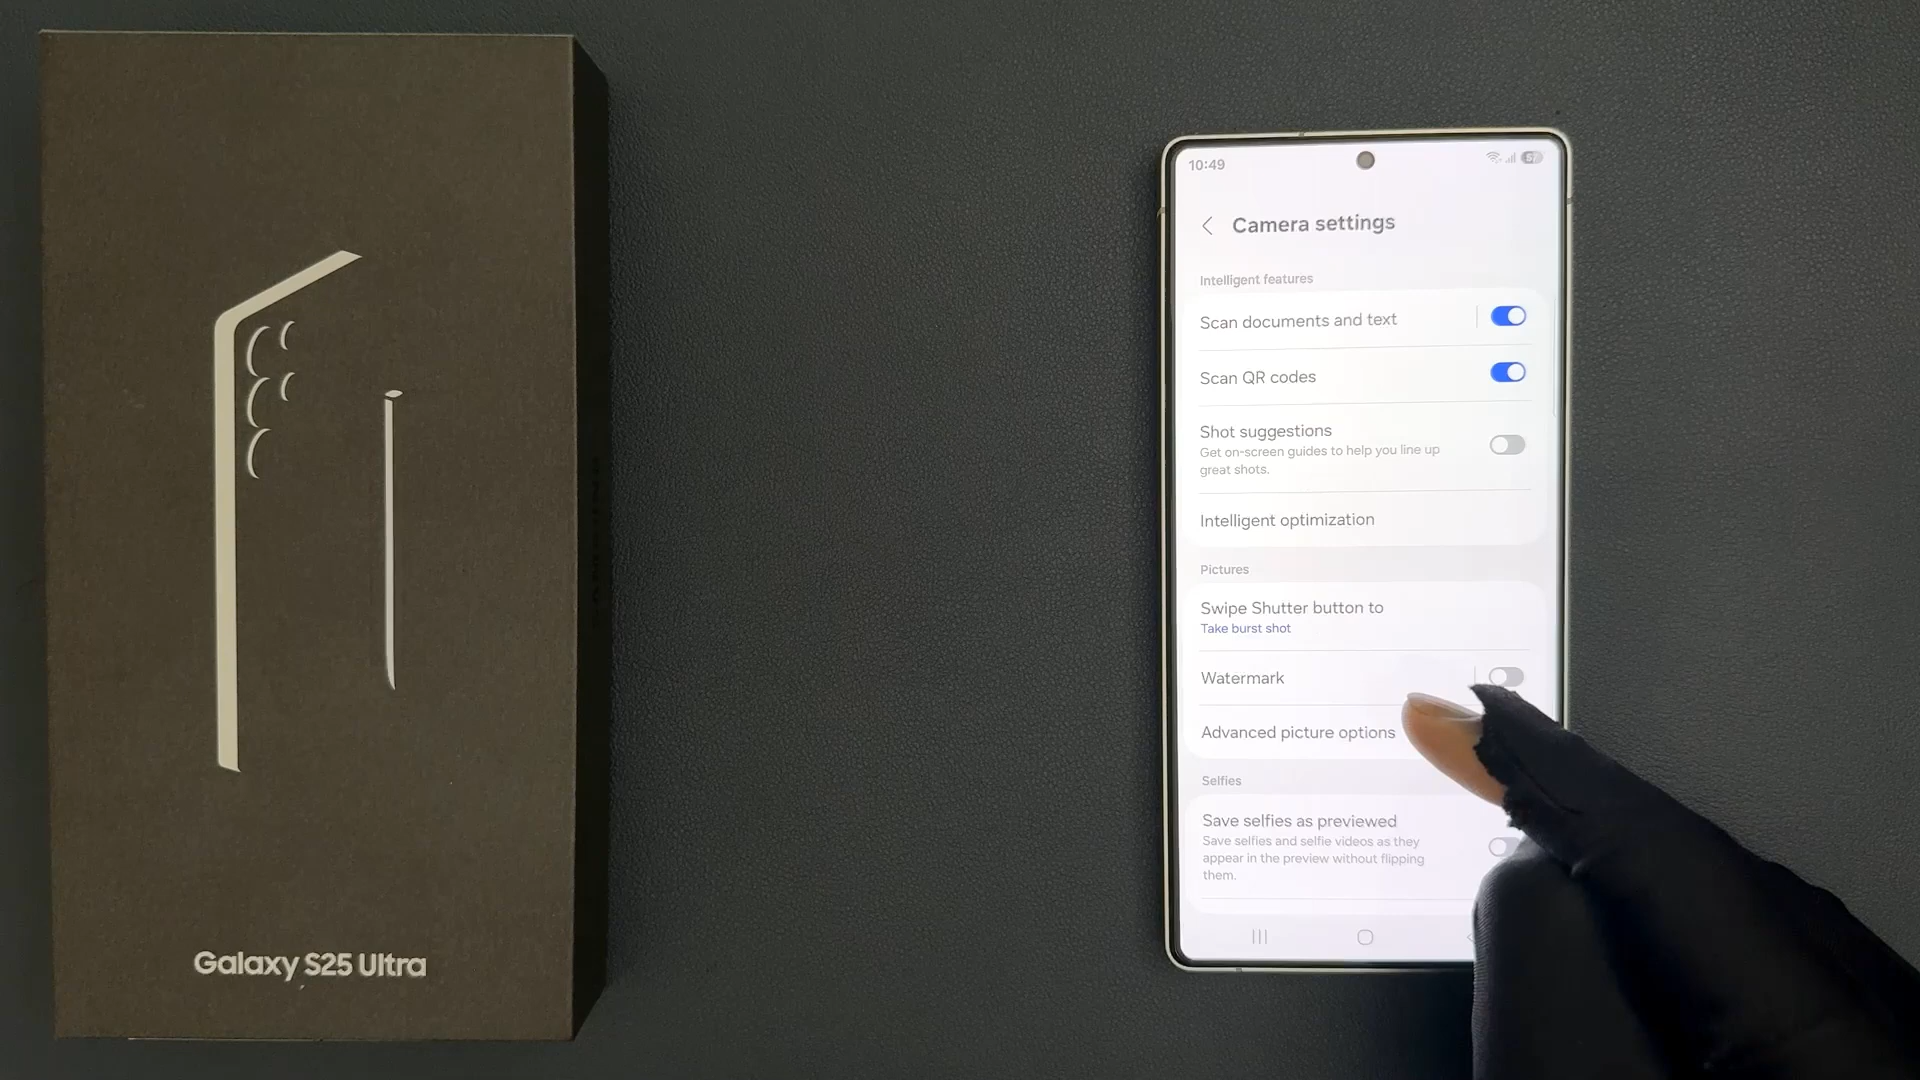 Galaxy S25 Ultra
10:49
57
Camera settings
Intelligent features
Scan documents and text
Scan QR codes
Shot suggestions
Get on-screen guides to help you line up
great shots.
Intelligent optimization
Pictures
Swipe Shutter button to
Take burst shot
Watermark
Advanced picture options
Selfies
Save selfies as previewed
Save selfies and selfie videos as they
appear in the preview without flipping
them.